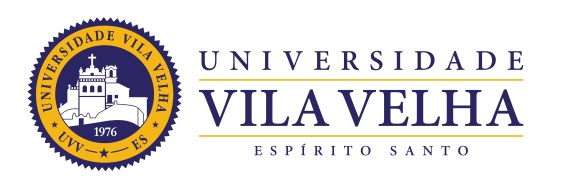 UNIVERSIDADE VILA VELHA
1976
UVV ★ ES
UNIVERSIDADE
VILA VELHA
ESPÍRITO SANTO